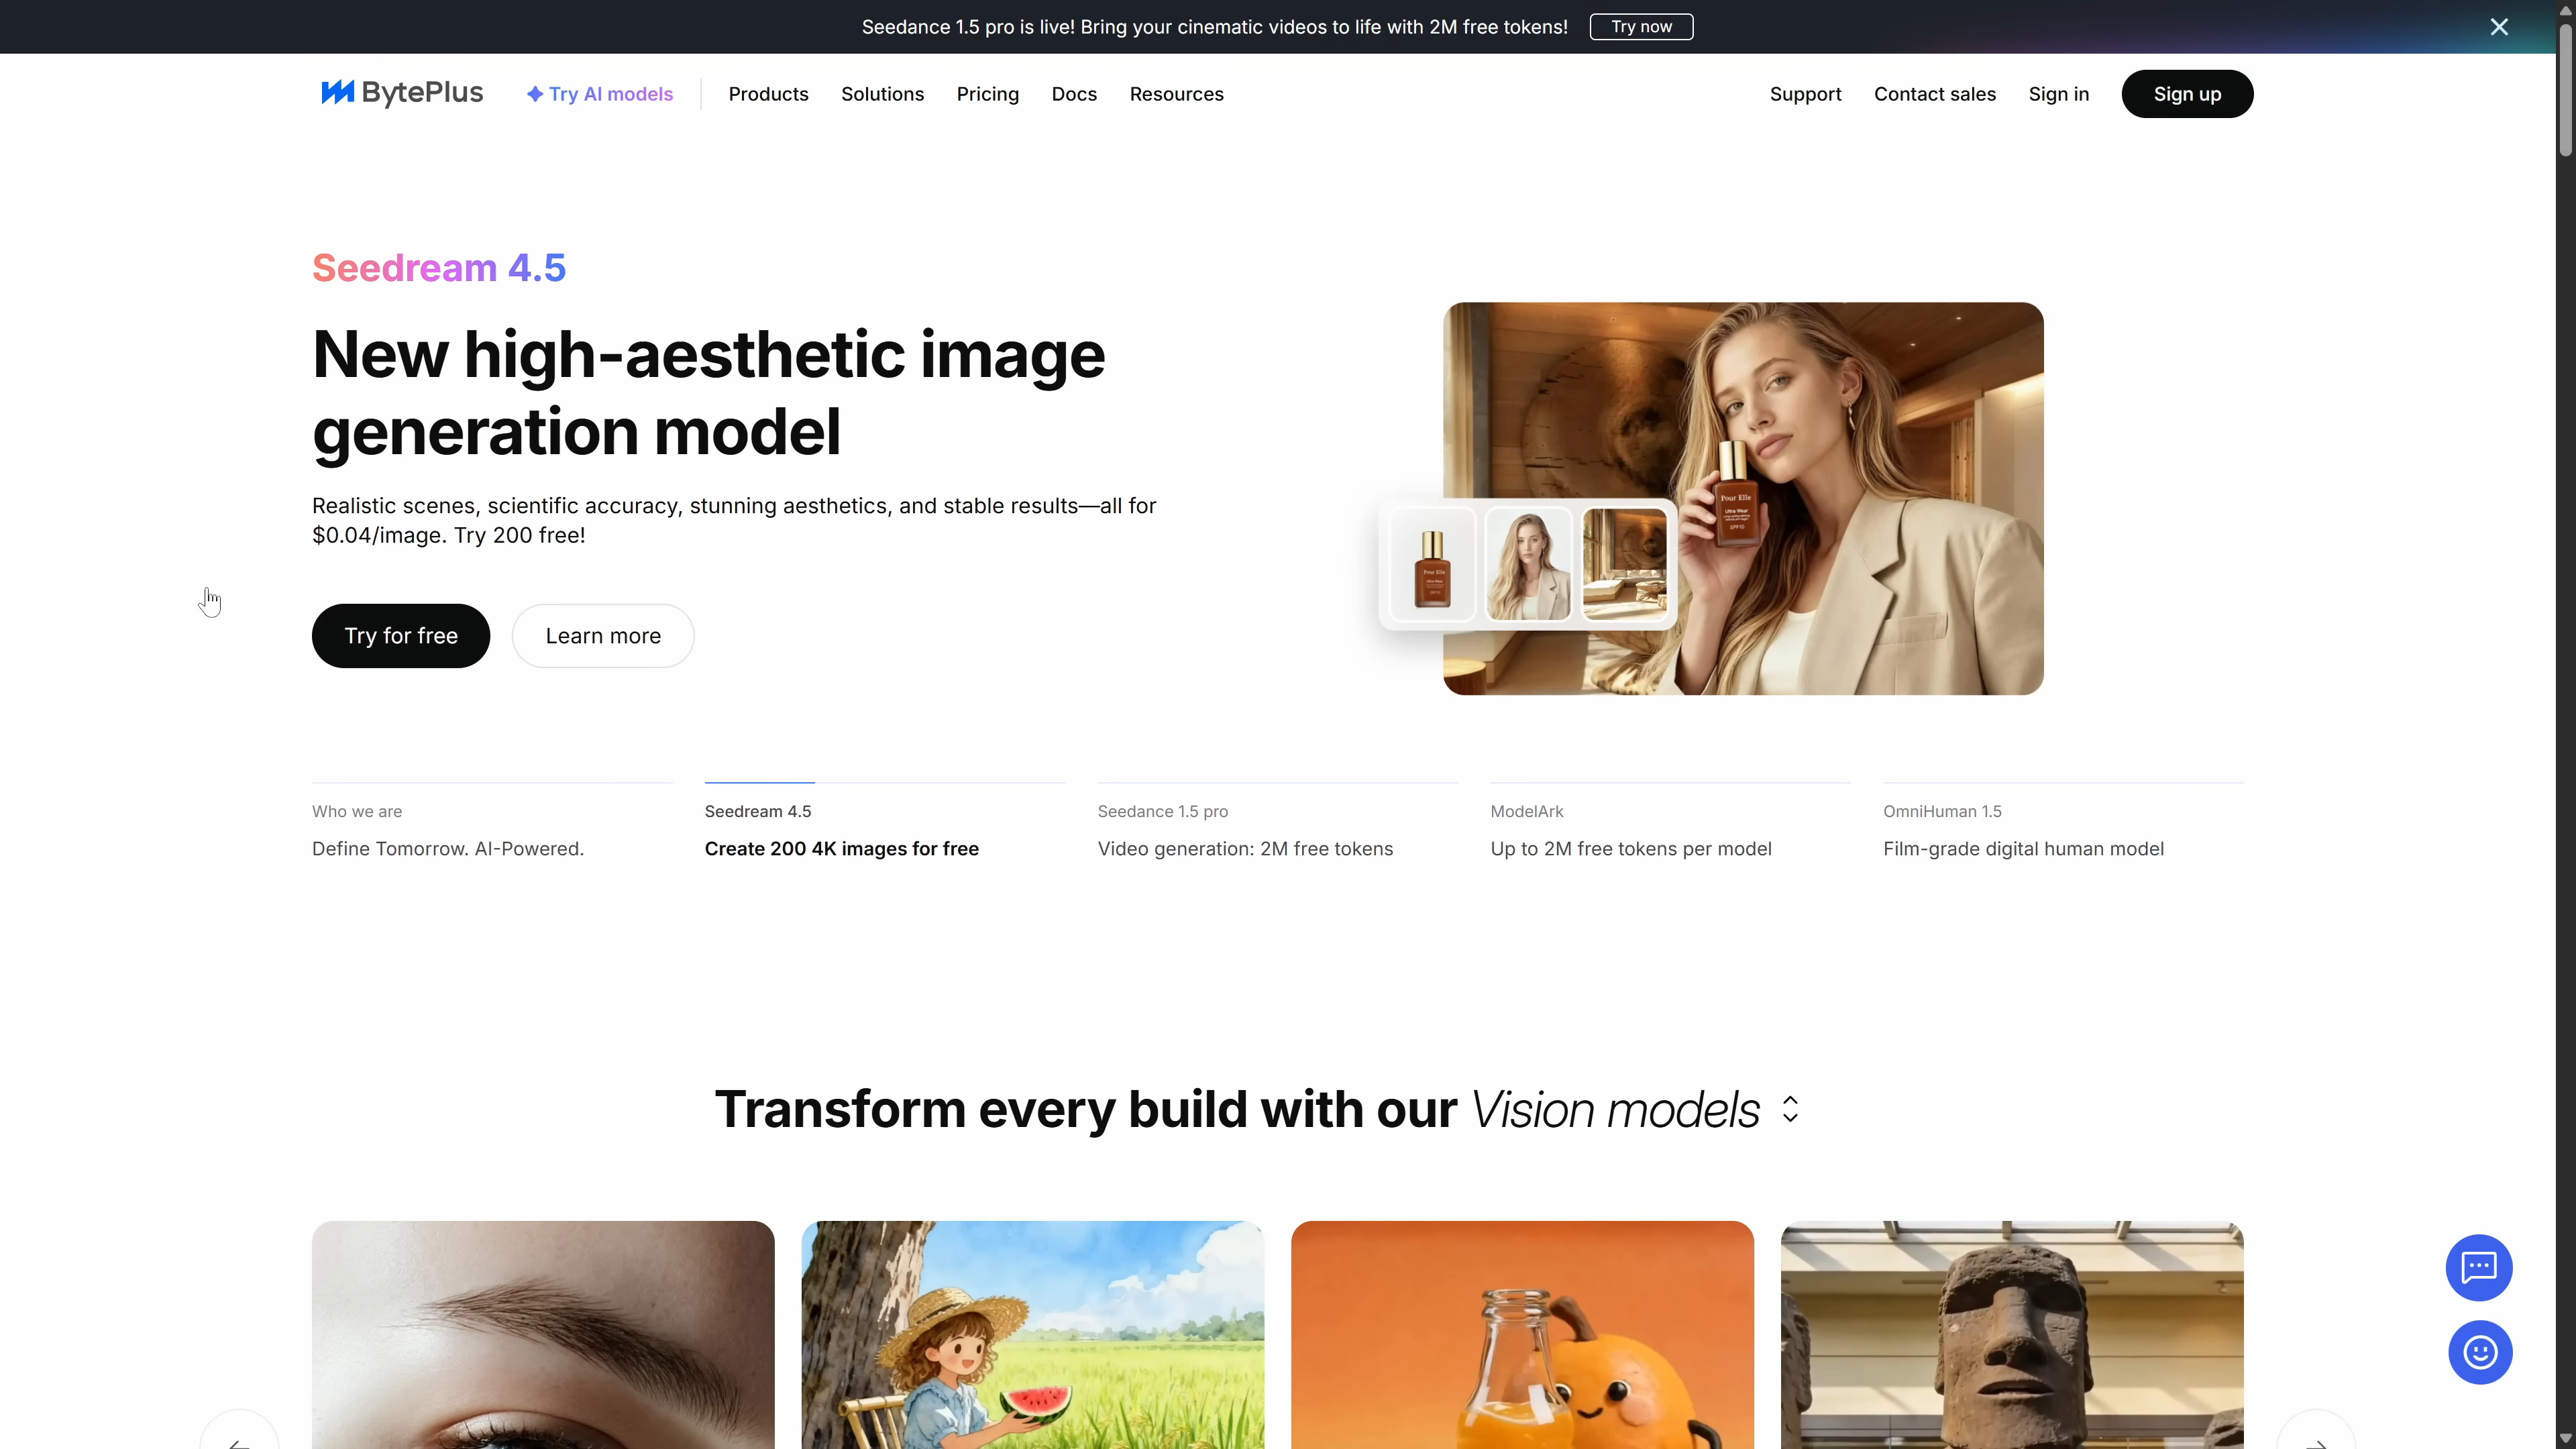 Seedance 1.5 pro is live! Bring your cinematic videos to life with 2M free tokens! Try now
BytePlus Try AI models Products Solutions Pricing Docs Resources Support Contact sales Sign in Sign up
Seedream 4.5
New high-aesthetic image
generation model
Realistic scenes, scientific accuracy, stunning aesthetics, and stable results—all for
$0.04/image. Try 200 free!
Try for free Learn more
Pour Elle
Ultra Wear
SPF10
Pour Elle
Who we are
Define Tomorrow. AI-Powered.
Seedream 4.5
Create 200 4K images for free
Seedance 1.5 pro
Video generation: 2M free tokens
ModelArk
Up to 2M free tokens per model
OmniHuman 1.5
Film-grade digital human model
Transform every build with our Vision models